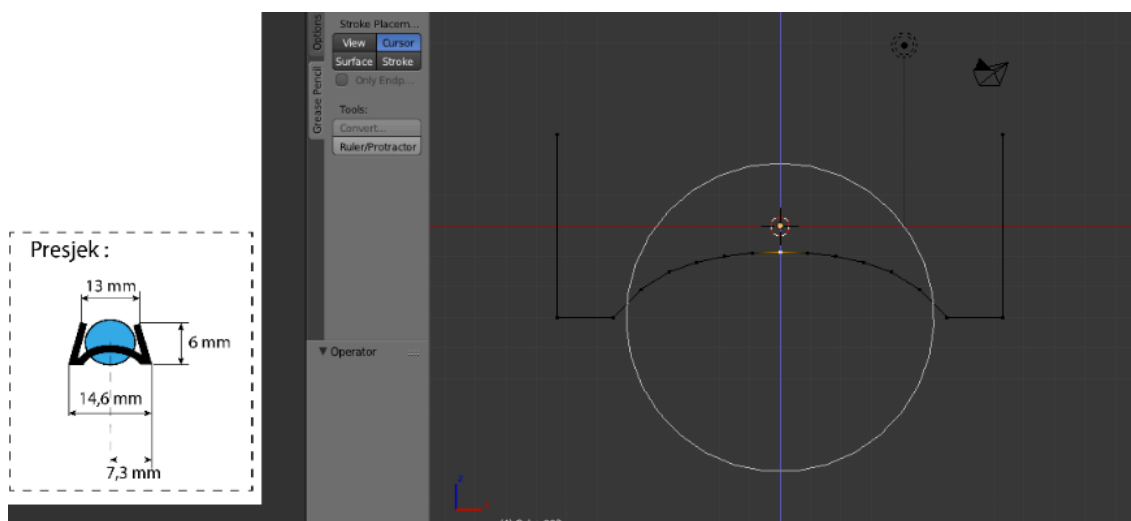 Presjek :
13 mm
6 mm
14,6 mm
7,3 mm
Options
Grease Pencil
Stroke Placem...
View Cursor
Surface Stroke
Only Endp...
Tools:
Convert...
Ruler/Protractor
Operator
z
x